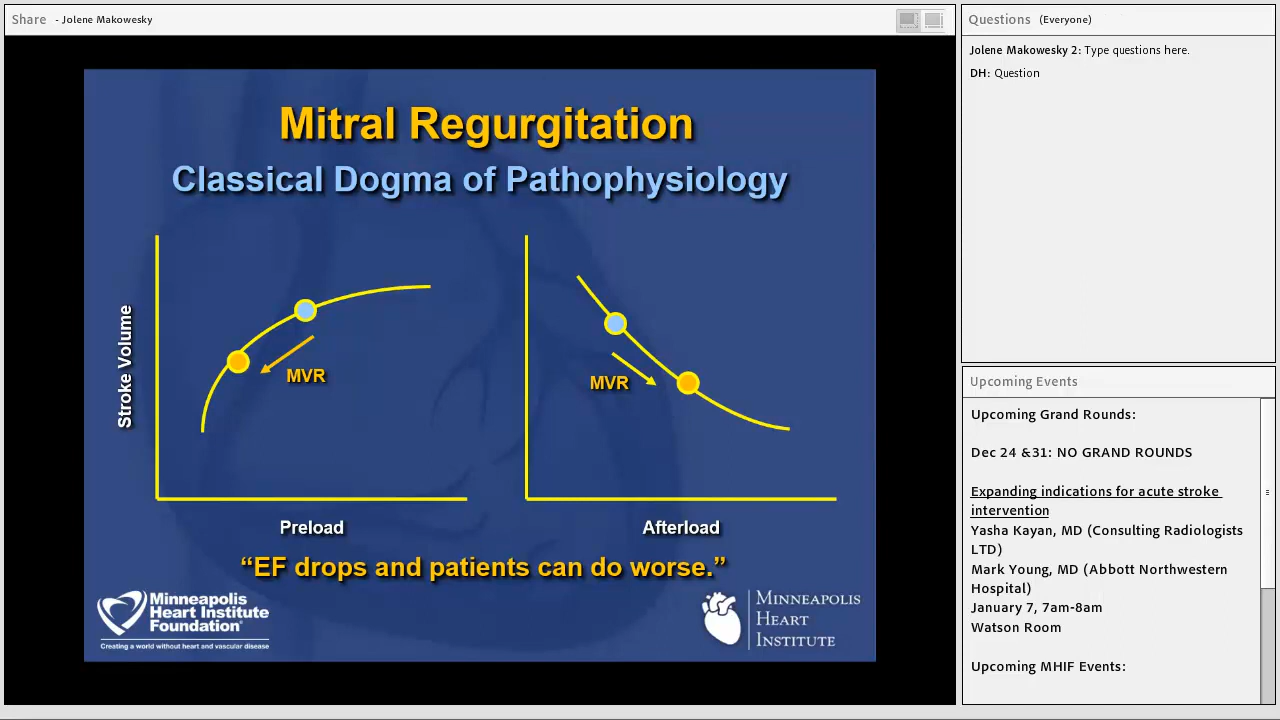 Share - Jolene Makowesky
Mitral Regurgitation
Classical Dogma of Pathophysiology
Stroke Volume
MVR
Preload
MVR
Afterload
“EF drops and patients can do worse.”
Minneapolis
Heart Institute
Foundation®
Creating a world without heart and vascular disease
Minneapolis
Heart
Institute
Questions (Everyone)
Jolene Makowesky 2: Type questions here.
DH: Question
Upcoming Events
Upcoming Grand Rounds:
Dec 24 &31: NO GRAND ROUNDS
Expanding indications for acute stroke
intervention
Yasha Kayan, MD (Consulting Radiologists
LTD)
Mark Young, MD (Abbott Northwestern
Hospital)
January 7, 7am-8am
Watson Room
Upcoming MHIF Events: